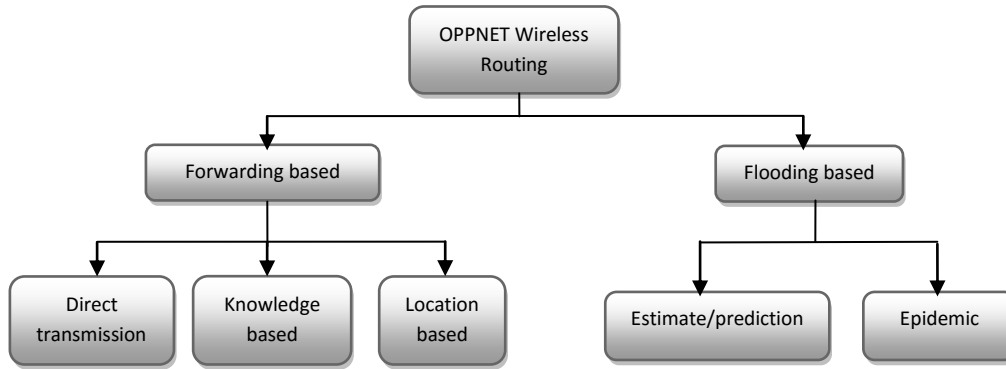 OPPNET Wireless
Routing
Forwarding based
Flooding based
Direct
transmission
Knowledge
based
Location
based
Estimate/prediction
Epidemic